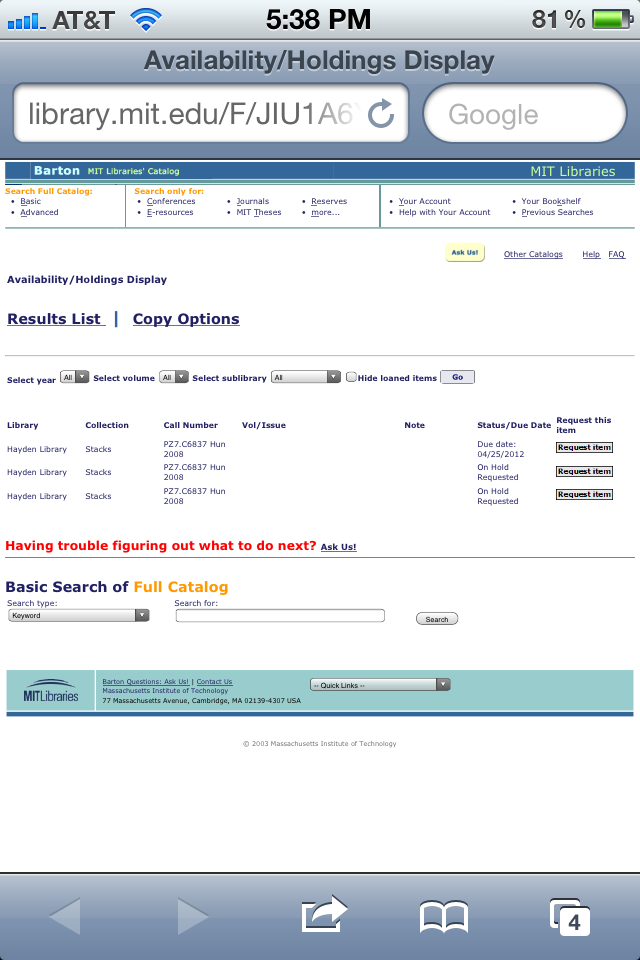 AT&T 5:38 PM 81 %
Availability/Holdings Display
library.mit.edu/F/JIU1A6 Google
Barton MIT Libraries' Catalog MIT Libraries
Search Full Catalog: Search only for:
• Basic • Conferences • Journals • Reserves • Your Account • Your Bookshelf
• Advanced • E-resources • MIT Theses • more... • Help with Your Account • Previous Searches
Ask Us! Other Catalogs Help FAQ
Availability/Holdings Display
Results List | Copy Options
Select year All Select volume All Select sublibrary All Hide loaned items Go
Library Collection Call Number Vol/Issue Note Status/Due Date Request this
item
Hayden Library Stacks PZ7.C6837 Hun
2008 Due date:
04/25/2012 Request item
Hayden Library Stacks PZ7.C6837 Hun
2008 On Hold
Requested Request item
Hayden Library Stacks PZ7.C6837 Hun
2008 On Hold
Requested Request item
Having trouble figuring out what to do next? Ask Us!
Basic Search of Full Catalog
Search type: Search for:
Keyword Search
MITLibraries
Barton Questions: Ask Us! | Contact Us
Massachusetts Institute of Technology
77 Massachusetts Avenue, Cambridge, MA 02139-4307 USA
-- Quick Links --
© 2003 Massachusetts Institute of Technology
4